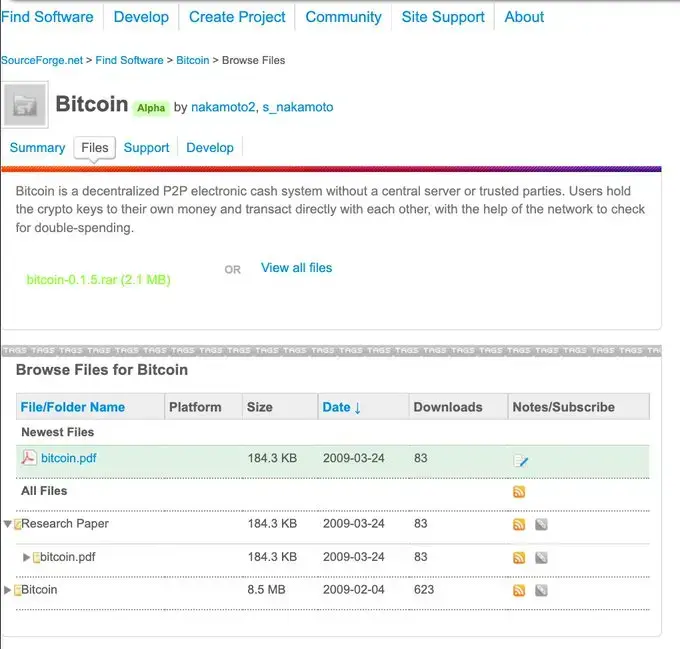 Find Software Develop Create Project Community Site Support About
SourceForge.net > Find Software > Bitcoin > Browse Files
Bitcoin Alpha by nakamoto2, s_nakamoto
Summary Files Support Develop
Bitcoin is a decentralized P2P electronic cash system without a central server or trusted parties. Users hold
the crypto keys to their own money and transact directly with each other, with the help of the network to check
for double-spending.
bitcoin-0.1.5.rar (2.1 MB) OR View all files
TAGS TAGS TAGS TAGS TAGS TAGS TAGS TAGS TAGS TAGS TAGS TAGS TAGS TAGS TAGS TAGS TAGS TAGS TAGS TAGS TAGS TAGS TAGS TAGS
Browse Files for Bitcoin
File/Folder Name Platform Size Date ↓ Downloads Notes/Subscribe
Newest Files
bitcoin.pdf 184.3 KB 2009-03-24 83
All Files
Research Paper 184.3 KB 2009-03-24 83
bitcoin.pdf 184.3 KB 2009-03-24 83
Bitcoin 8.5 MB 2009-02-04 623